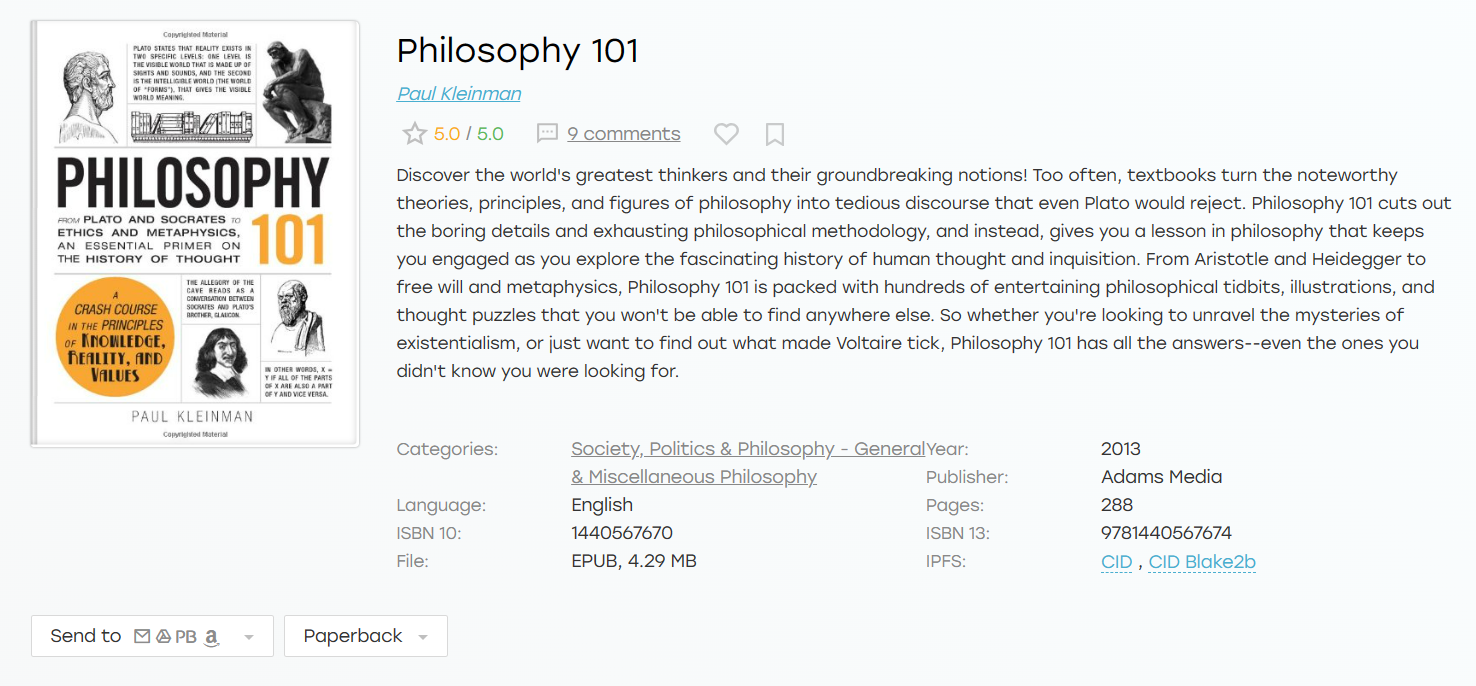 Copyrighted Material
PLATO STATES THAT REALITY EXISTS IN
TWO SPECIFIC LEVELS: ONE LEVEL IS
THE VISIBLE WORLD THAT IS MADE UP OF
SIGHTS AND SOUNDS, AND THE SECOND
IS THE INTELLIGIBLE WORLD (THE WORLD
OF "FORMS"), THAT GIVES THE VISIBLE
WORLD MEANING.
PHILOSOPHY
FROM PLATO AND SOCRATES TO
ETHICS AND METAPHYSICS,
AN ESSENTIAL PRIMER ON
THE HISTORY OF THOUGHT
101
A
CRASH COURSE
IN THE PRINCIPLES
OF KNOWLEDGE,
REALITY, AND
VALUES
THE ALLEGORY OF THE
CAVE READS AS A
CONVERSATION BETWEEN
SOCRATES AND PLATO'S
BROTHER, GLAUCON.
IN OTHER WORDS, X =
Y IF ALL OF THE PARTS
OF X ARE ALSO A PART
OF Y AND VICE VERSA.
PAUL KLEINMAN
Copyrighted Material
Philosophy 101
Paul Kleinman
5.0 / 5.0 9 comments
Discover the world's greatest thinkers and their groundbreaking notions! Too often, textbooks turn the noteworthy
theories, principles, and figures of philosophy into tedious discourse that even Plato would reject. Philosophy 101 cuts out
the boring details and exhausting philosophical methodology, and instead, gives you a lesson in philosophy that keeps
you engaged as you explore the fascinating history of human thought and inquisition. From Aristotle and Heidegger to
free will and metaphysics, Philosophy 101 is packed with hundreds of entertaining philosophical tidbits, illustrations, and
thought puzzles that you won't be able to find anywhere else. So whether you're looking to unravel the mysteries of
existentialism, or just want to find out what made Voltaire tick, Philosophy 101 has all the answers--even the ones you
didn't know you were looking for.
Categories: Society, Politics & Philosophy - General Year: 2013
& Miscellaneous Philosophy Publisher: Adams Media
Language: English Pages: 288
ISBN 10: 1440567670 ISBN 13: 9781440567674
File: EPUB, 4.29 MB IPFS: CID , CID Blake2b
Send to PB a Paperback